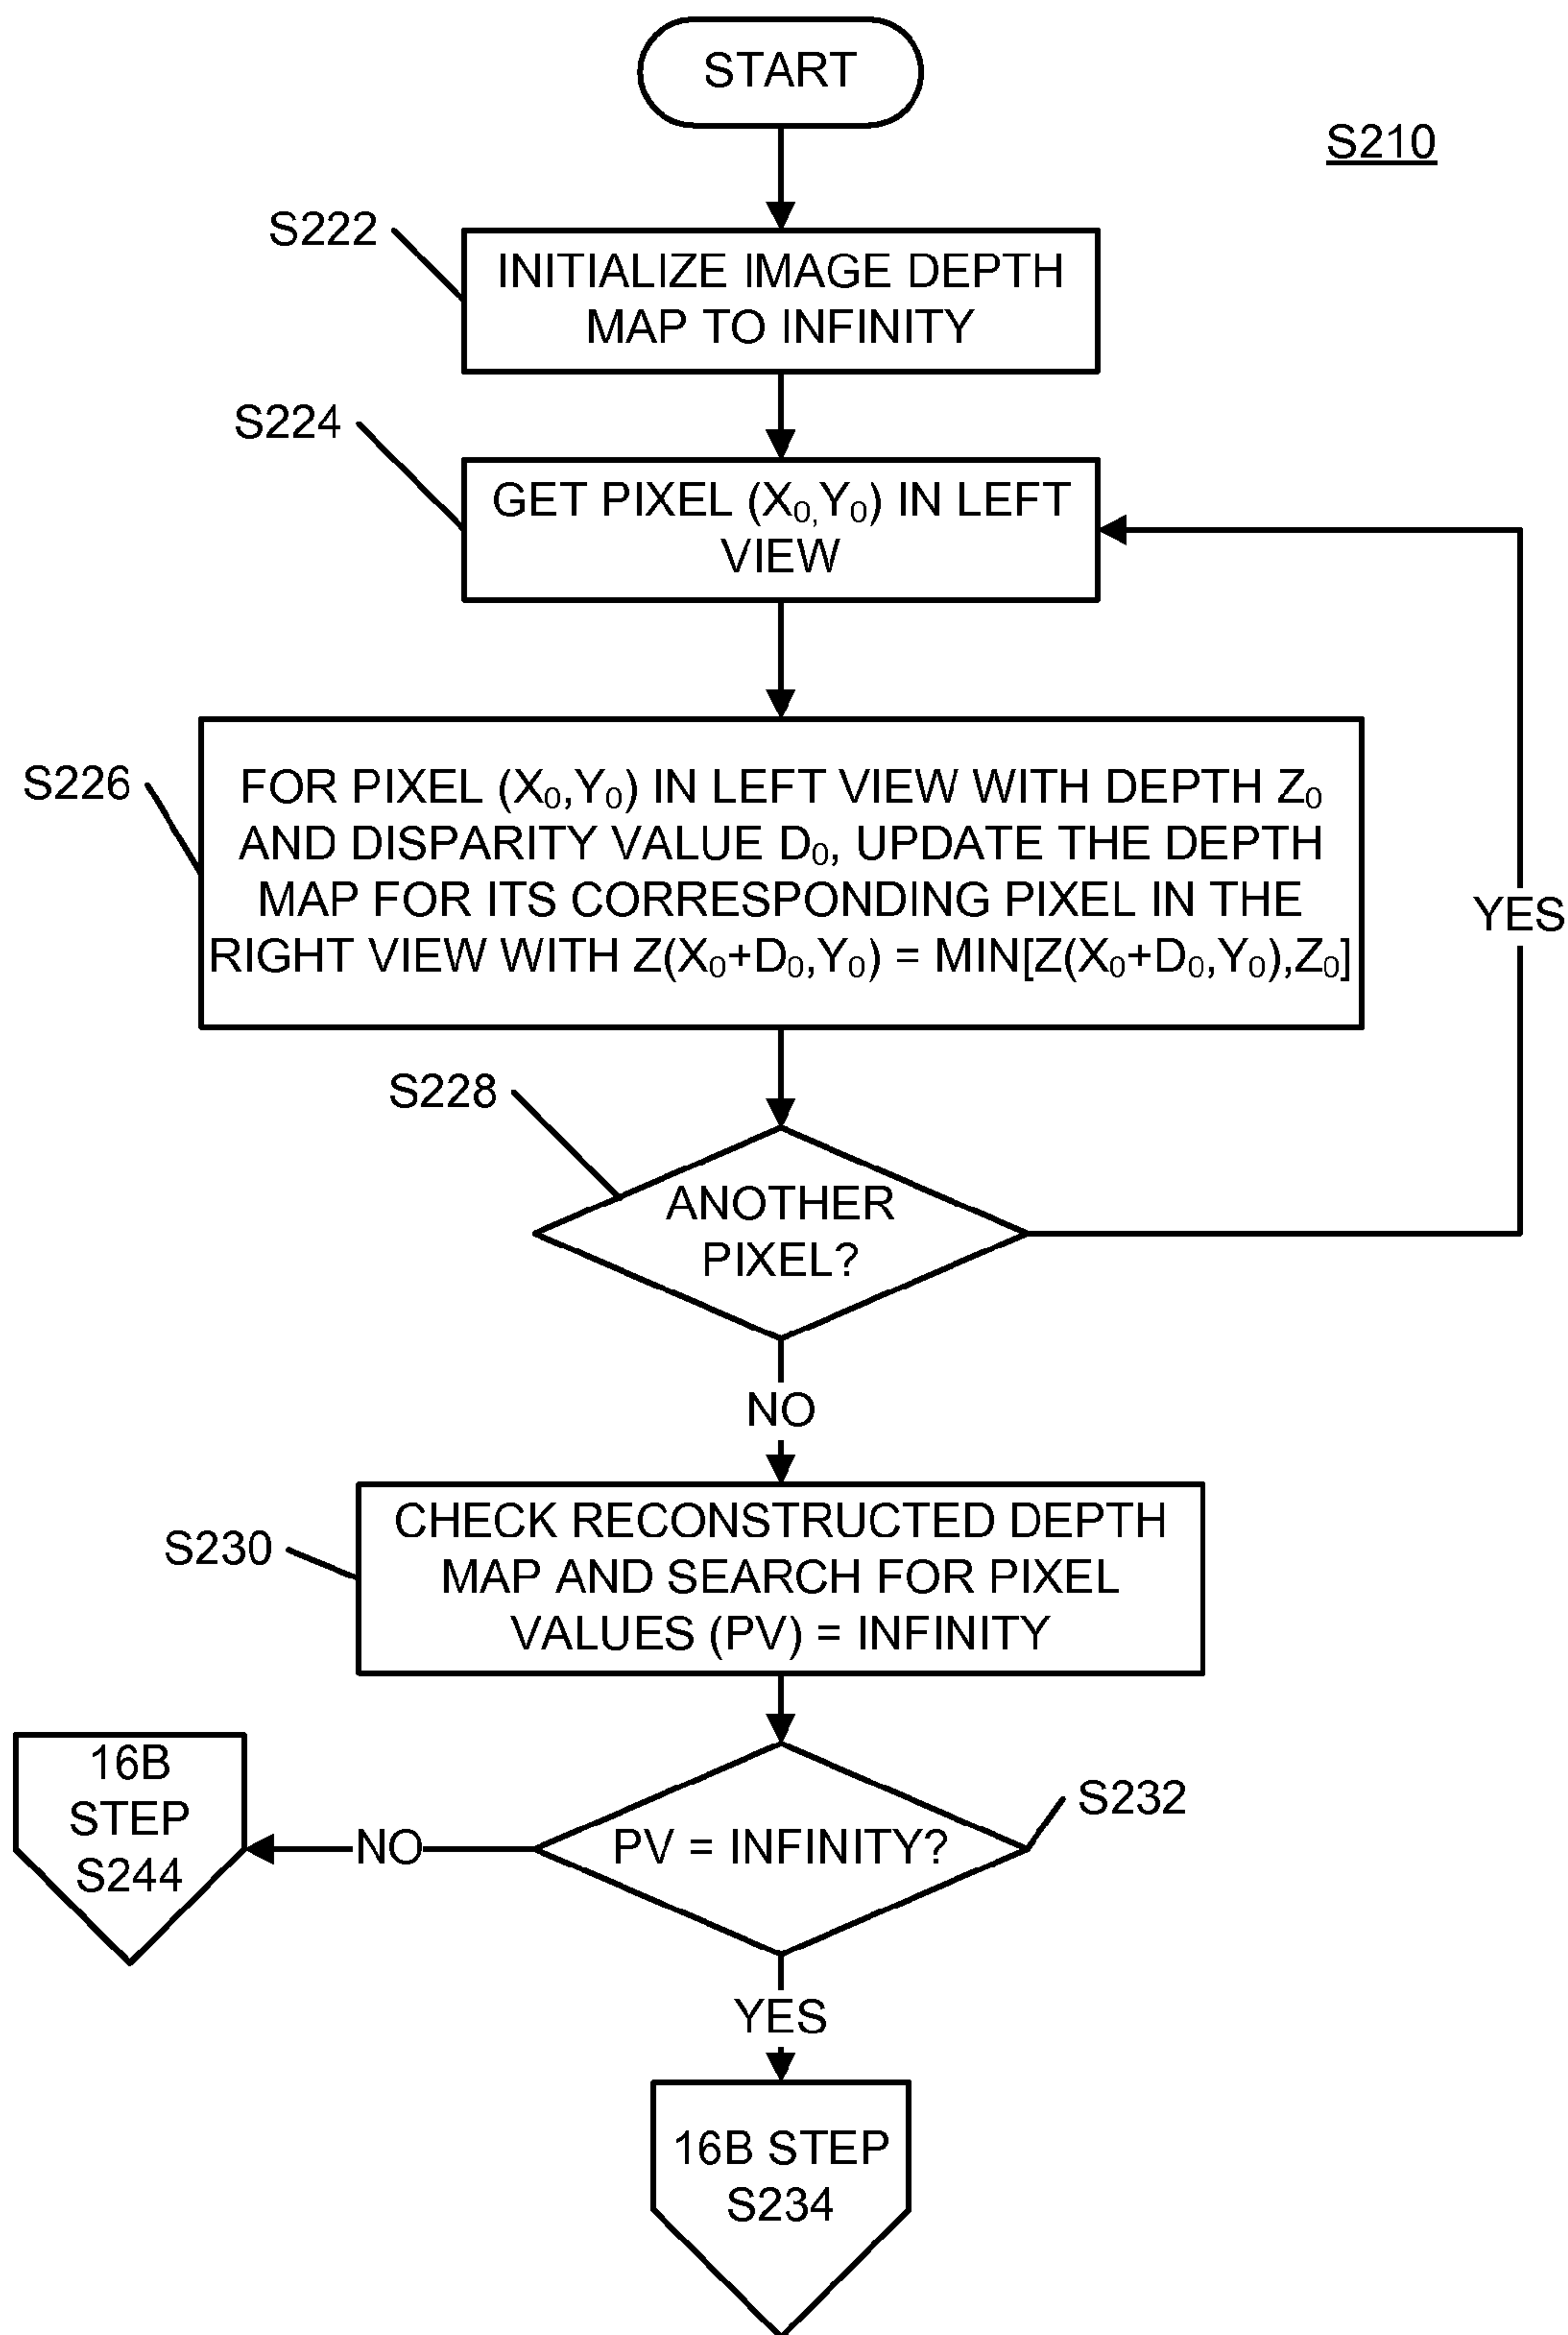 START
S210
S222
INITIALIZE IMAGE DEPTH
MAP TO INFINITY
S224
GET PIXEL (X₀,Y₀) IN LEFT
VIEW
S226
FOR PIXEL (X₀,Y₀) IN LEFT VIEW WITH DEPTH Z₀
AND DISPARITY VALUE D₀, UPDATE THE DEPTH
MAP FOR ITS CORRESPONDING PIXEL IN THE
RIGHT VIEW WITH Z(X₀+D₀,Y₀) = MIN[Z(X₀+D₀,Y₀),Z₀]
YES
S228
ANOTHER
PIXEL?
NO
S230
CHECK RECONSTRUCTED DEPTH
MAP AND SEARCH FOR PIXEL
VALUES (PV) = INFINITY
16B
STEP
S244
NO
PV = INFINITY?
S232
YES
16B STEP
S234